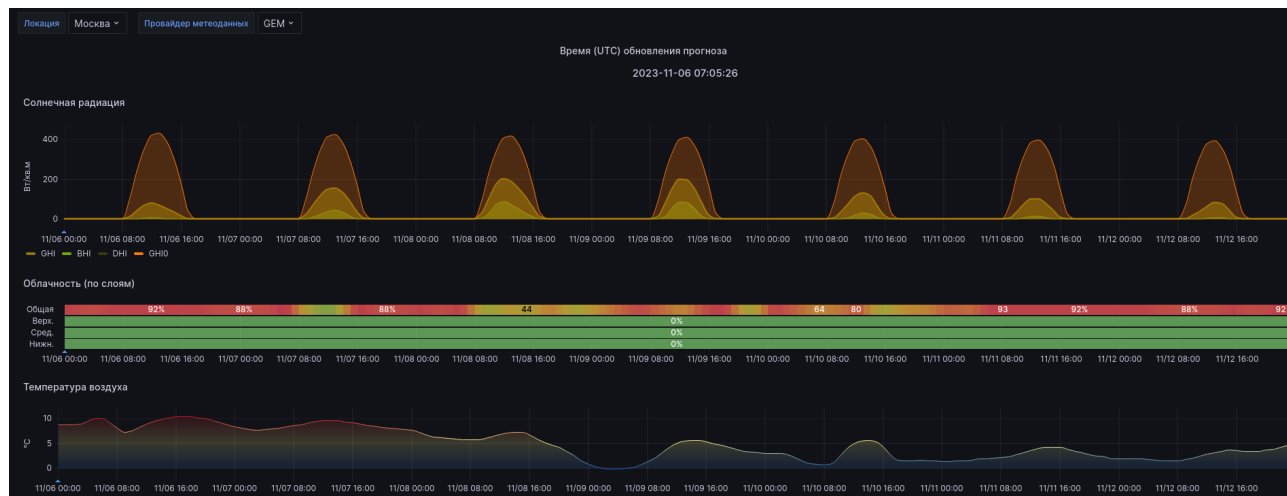 Локация Москва Провайдер метеоданных GEM
Время (UTC) обновления прогноза
2023-11-06 07:05:26
Солнечная радиация
Вт/кв.м
400
200
0
11/06 00:00 11/06 08:00 11/06 16:00 11/07 00:00 11/07 08:00 11/07 16:00 11/08 00:00 11/08 08:00 11/08 16:00 11/09 00:00 11/09 08:00 11/09 16:00 11/10 00:00 11/10 08:00 11/10 16:00 11/11 00:00 11/11 08:00 11/11 16:00 11/12 00:00 11/12 08:00 11/12 16:00
GHI BHI DHI GHI0
Облачность (по слоям)
Общая 92% 88% 88% 44 64 80 93 92% 88% 92
Верх. 0%
Сред. 0%
Нижн. 0%
11/06 00:00 11/06 08:00 11/06 16:00 11/07 00:00 11/07 08:00 11/07 16:00 11/08 00:00 11/08 08:00 11/08 16:00 11/09 00:00 11/09 08:00 11/09 16:00 11/10 00:00 11/10 08:00 11/10 16:00 11/11 00:00 11/11 08:00 11/11 16:00 11/12 00:00 11/12 08:00 11/12 16:00
Температура воздуха
°C
10
5
0
11/06 00:00 11/06 08:00 11/06 16:00 11/07 00:00 11/07 08:00 11/07 16:00 11/08 00:00 11/08 08:00 11/08 16:00 11/09 00:00 11/09 08:00 11/09 16:00 11/10 00:00 11/10 08:00 11/10 16:00 11/11 00:00 11/11 08:00 11/11 16:00 11/12 00:00 11/12 08:00 11/12 16:00